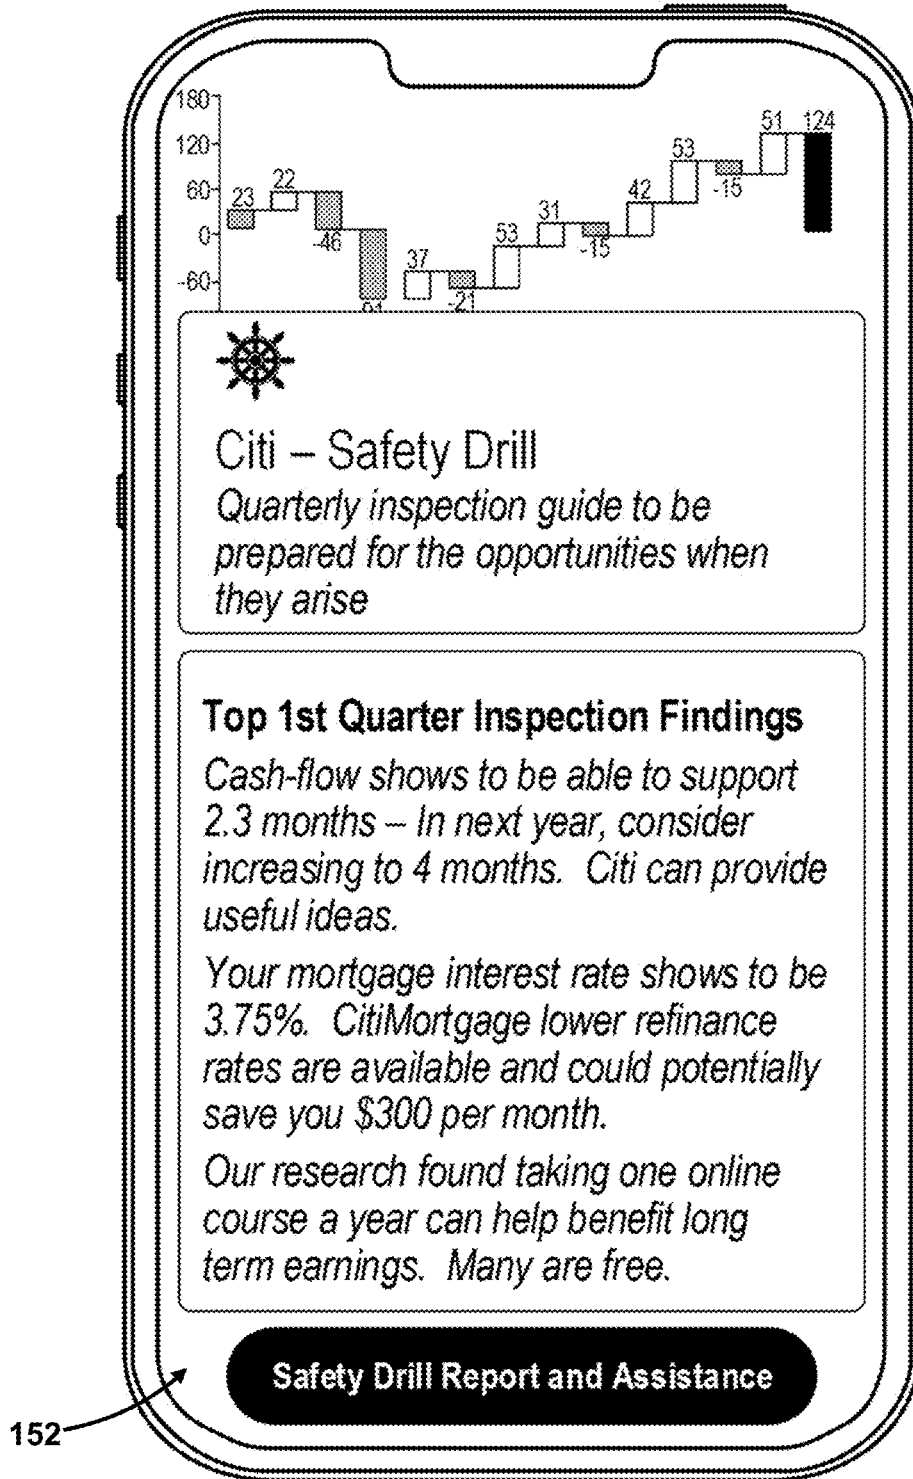 180
120
60
0
-60
23
22
-46
37
-21
53
31
-15
42
53
-15
51
124
Citi – Safety Drill
Quarterly inspection guide to be
prepared for the opportunities when
they arise
Top 1st Quarter Inspection Findings
Cash-flow shows to be able to support
2.3 months – In next year, consider
increasing to 4 months.  Citi can provide
useful ideas.
Your mortgage interest rate shows to be
3.75%.  CitiMortgage lower refinance
rates are available and could potentially
save you $300 per month.
Our research found taking one online
course a year can help benefit long
term earnings.  Many are free.
Safety Drill Report and Assistance
152